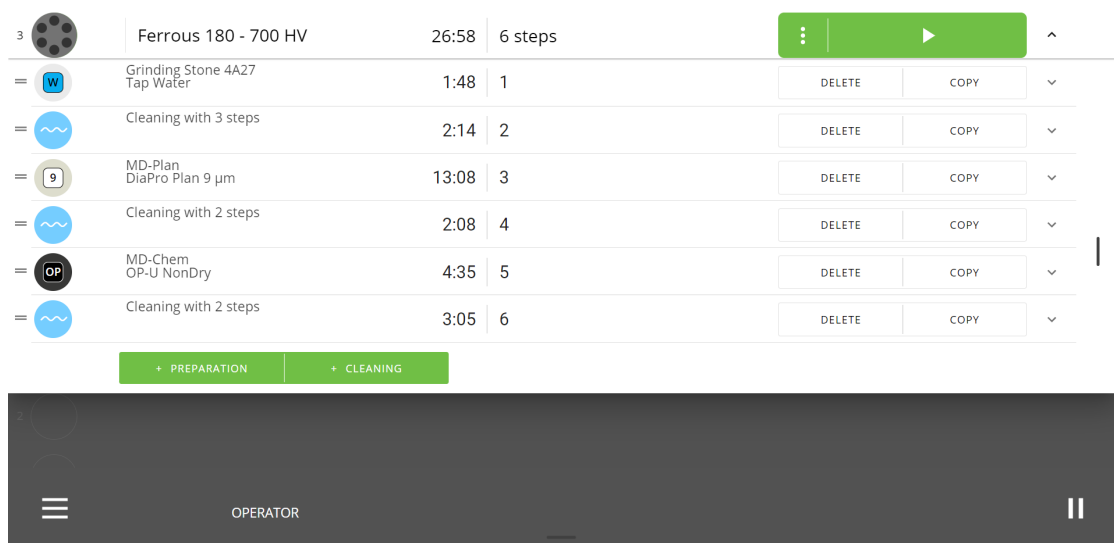 3 Ferrous 180 - 700 HV 26:58 6 steps
W Grinding Stone 4A27
Tap Water 1:48 1 DELETE COPY
Cleaning with 3 steps 2:14 2 DELETE COPY
9 MD-Plan
DiaPro Plan 9 µm 13:08 3 DELETE COPY
Cleaning with 2 steps 2:08 4 DELETE COPY
OP MD-Chem
OP-U NonDry 4:35 5 DELETE COPY
Cleaning with 2 steps 3:05 6 DELETE COPY
+ PREPARATION + CLEANING
2
OPERATOR